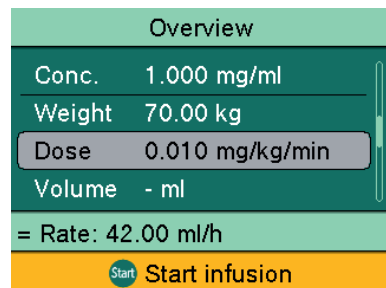 Overview
Conc. 1.000 mg/ml
Weight 70.00 kg
Dose 0.010 mg/kg/min
Volume - ml
= Rate: 42.00 ml/h
Start Start infusion